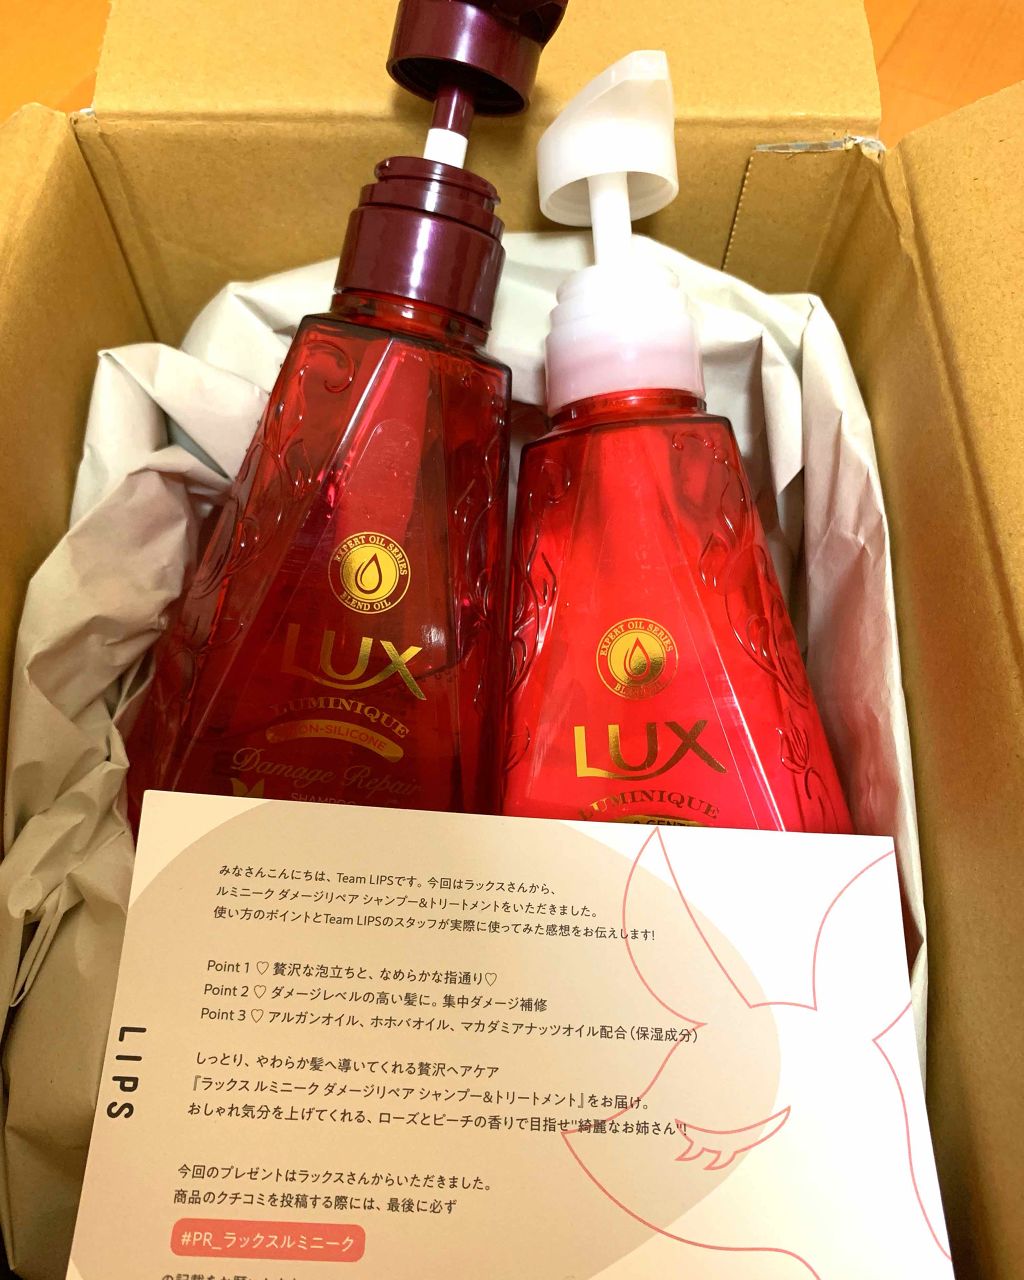 EXPERT OIL SERIES
BLEND OIL
LUX
LUMINIQUE
NON-SILICONE
Damage Repair
SHAMPOO
EXPERT OIL SERIES
LUX
LUMINIQUE
みなさんこんにちは、Team LIPSです。今回はラックスさんから、
ルミニーク ダメージリペア シャンプー&トリートメントをいただきました。
使い方のポイントとTeam LIPSのスタッフが実際に使ってみた感想をお伝えします!
Point 1 ♡ 贅沢な泡立ちと、なめらかな指通り♡
Point 2 ♡ ダメージレベルの高い髪に。集中ダメージ補修
Point 3 ♡ アルガンオイル、ホホバオイル、マカダミアナッツオイル配合(保湿成分)
しっとり、やわらか髪へ導いてくれる贅沢ヘアケア
『ラックス ルミニーク ダメージリペア シャンプー&トリートメント』をお届け。
おしゃれ気分を上げてくれる、ローズとピーチの香りで目指せ"綺麗なお姉さん"!
今回のプレゼントはラックスさんからいただきました。
商品のクチコミを投稿する際には、最後に必ず
#PR_ラックスルミニーク
LIPS